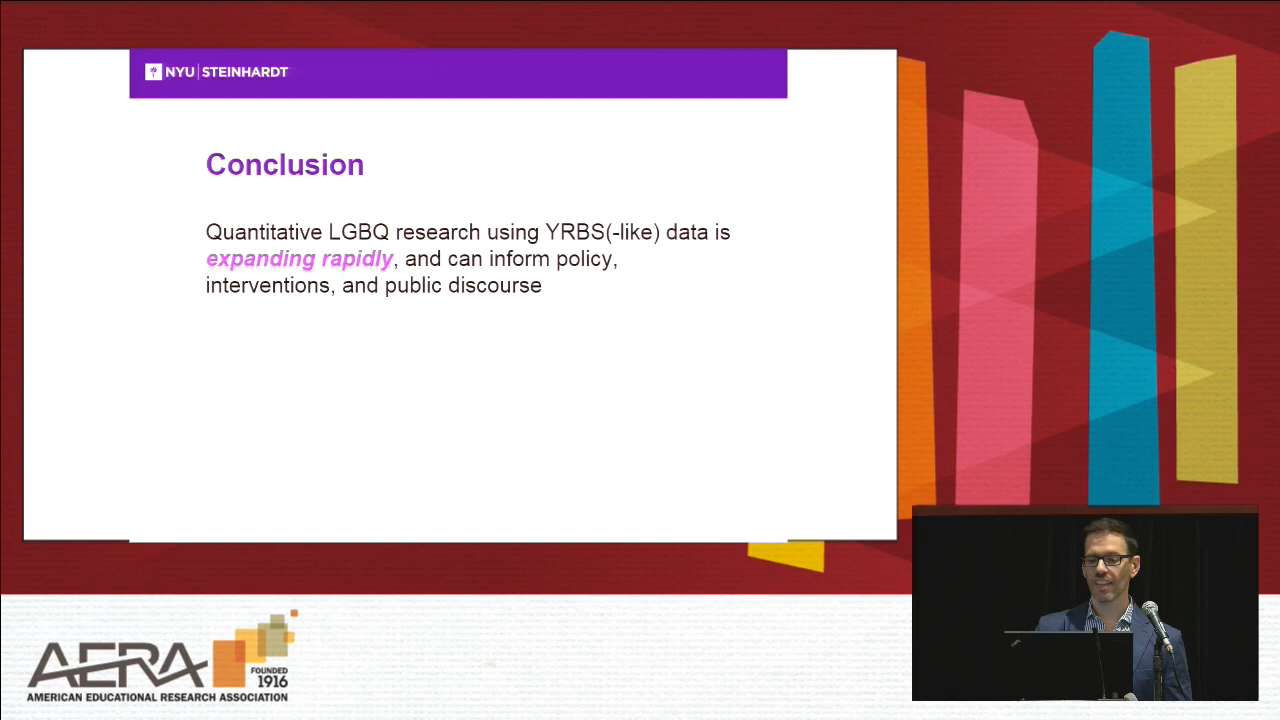 NYU | STEINHARDT
Conclusion
Quantitative LGBQ research using YRBS(-like) data is
expanding rapidly, and can inform policy,
interventions, and public discourse
AERA
FOUNDED
1916
AMERICAN EDUCATIONAL RESEARCH ASSOCIATION